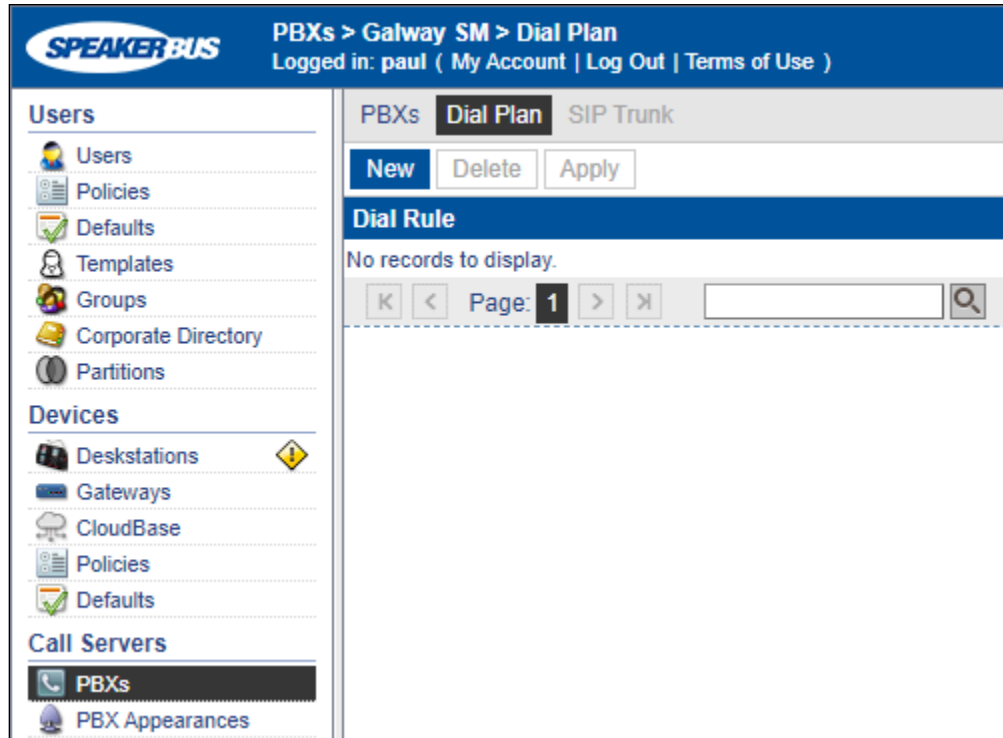 SPEAKERBUS
PBXs > Galway SM > Dial Plan
Logged in: paul ( My Account | Log Out | Terms of Use )
Users
Users
Policies
Defaults
Templates
Groups
Corporate Directory
Partitions
Devices
Deskstations
Gateways
CloudBase
Policies
Defaults
Call Servers
PBXs
PBX Appearances
PBXs Dial Plan SIP Trunk
New Delete Apply
Dial Rule
No records to display.
Page: 1